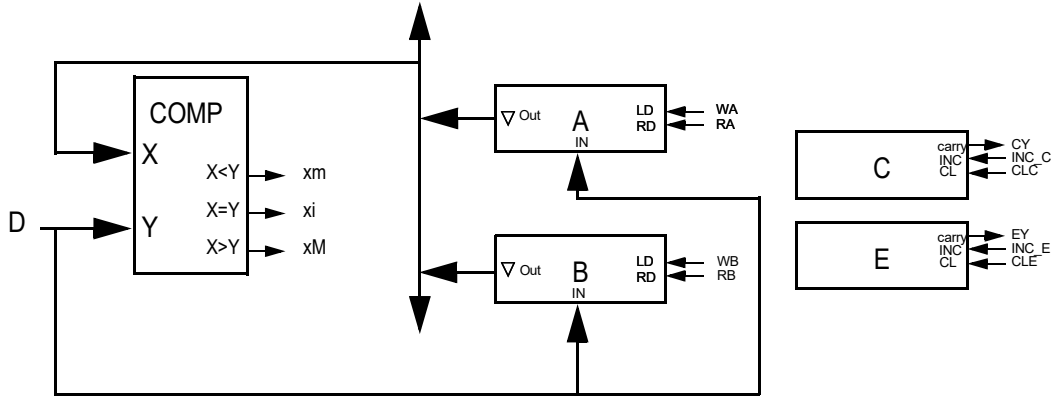 COMP
X
Y
X<Y
X=Y
X>Y
xm
xi
xM
D
▽ Out
A
IN
LD
RD
WA
RA
▽ Out
B
IN
LD
RD
WB
RB
C
carry
INC
CL
CY
INC_C
CLC
E
carry
INC
CL
EY
INC_E
CLE